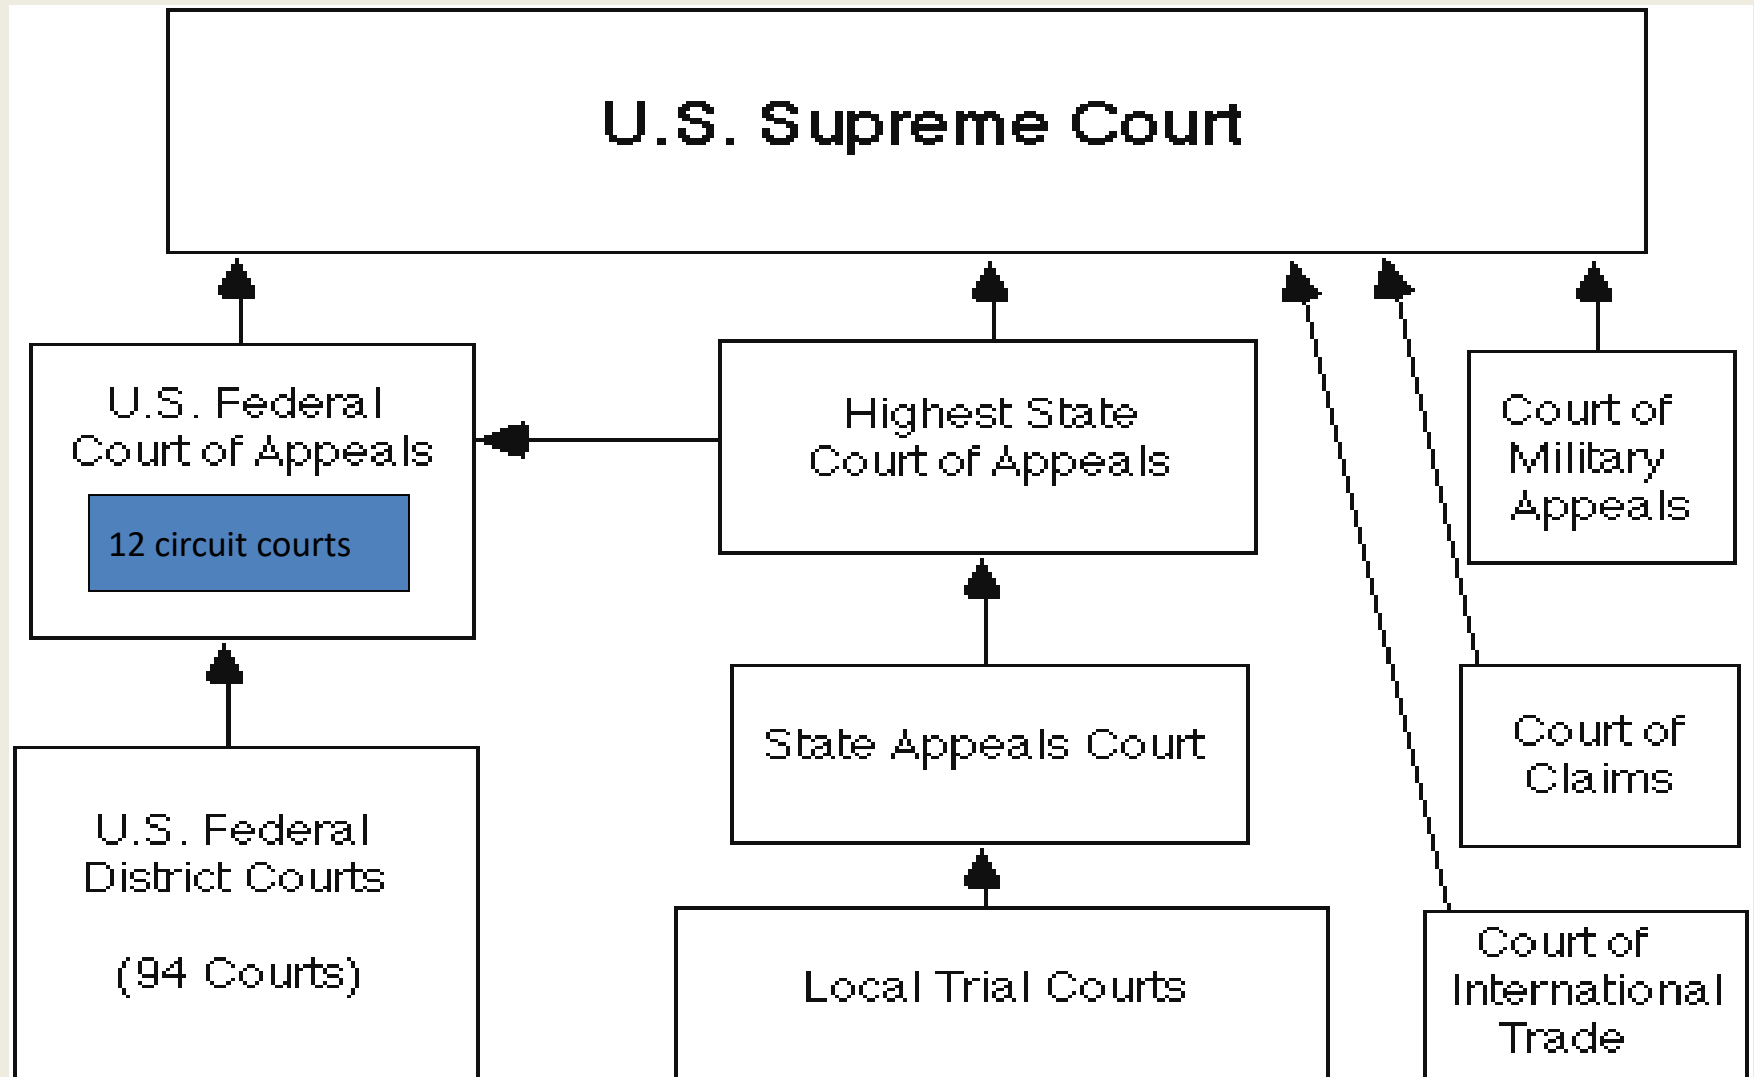 U.S. Supreme Court
U.S. Federal
Court of Appeals
12 circuit courts
Highest State
Court of Appeals
Court of
Military
Appeals
State Appeals Court
Court of
Claims
U.S. Federal
District Courts
(94 Courts)
Local Trial Courts
Court of
International
Trade